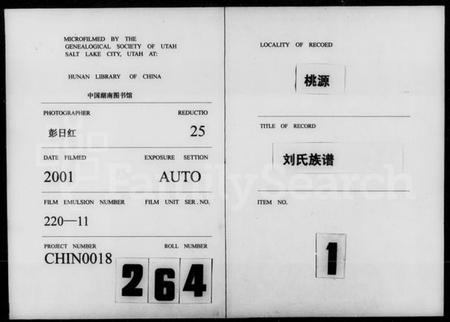 MICROFILMED BY THE
GENEALOGICAL SOCIETY OF UTAH
SALT LAKE CITY, UTAH AT:
HUNAN LIBRARY OF CHINA
中国湖南图书馆
PHOTOGRAPHER REDUCTIO
彭日红 25
DATE FILMED EXPOSURE SETTION
2001 AUTO
FILM EMULSION NUMBER FILM UNIT SER. NO.
220—11
PROJECT NUMBER ROLL NUMBER
CHIN0018 264
LOCALITY OF RECOED
桃源
TITLE OF RECORD
刘氏族谱
ITEM NO.
1
FamilySearch